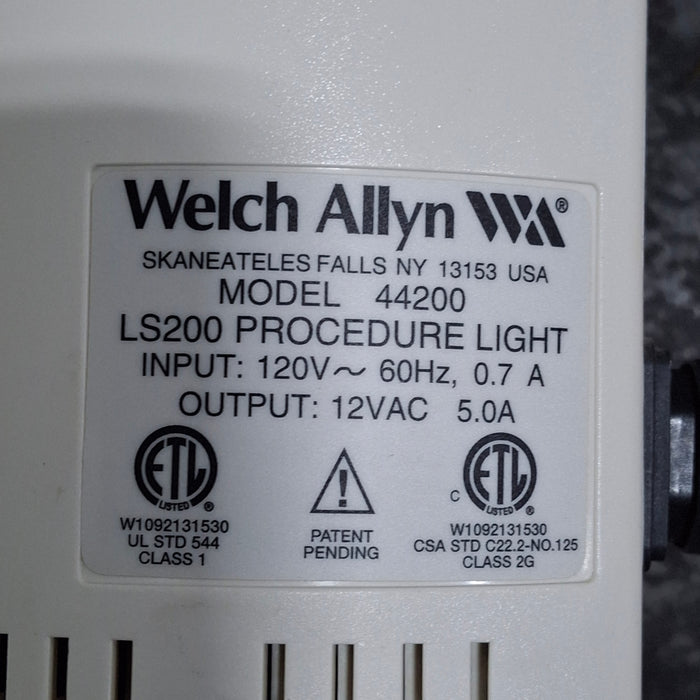 Welch Allyn WA®
SKANEATELES FALLS NY 13153 USA
MODEL 44200
LS200 PROCEDURE LIGHT
INPUT: 120V~ 60Hz, 0.7 A
OUTPUT: 12VAC 5.0A
ETL
LISTED ®
W1092131530
UL STD 544
CLASS 1
!
PATENT
PENDING
C ETL
LISTED ®
W1092131530
CSA STD C22.2-NO.125
CLASS 2G